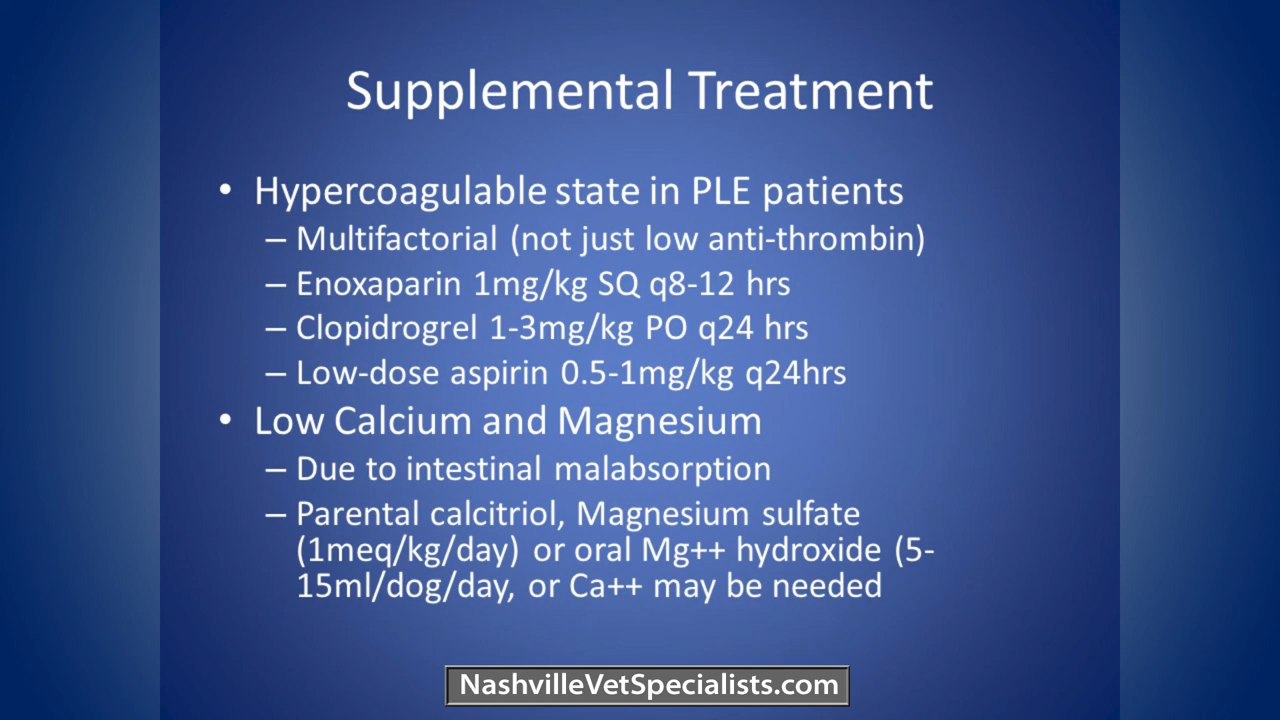 Supplemental Treatment
• Hypercoagulable state in PLE patients
– Multifactorial (not just low anti-thrombin)
– Enoxaparin 1mg/kg SQ q8-12 hrs
– Clopidrogrel 1-3mg/kg PO q24 hrs
– Low-dose aspirin 0.5-1mg/kg q24hrs
• Low Calcium and Magnesium
– Due to intestinal malabsorption
– Parental calcitriol, Magnesium sulfate
(1meq/kg/day) or oral Mg++ hydroxide (5-
15ml/dog/day, or Ca++ may be needed
NashvilleVetSpecialists.com